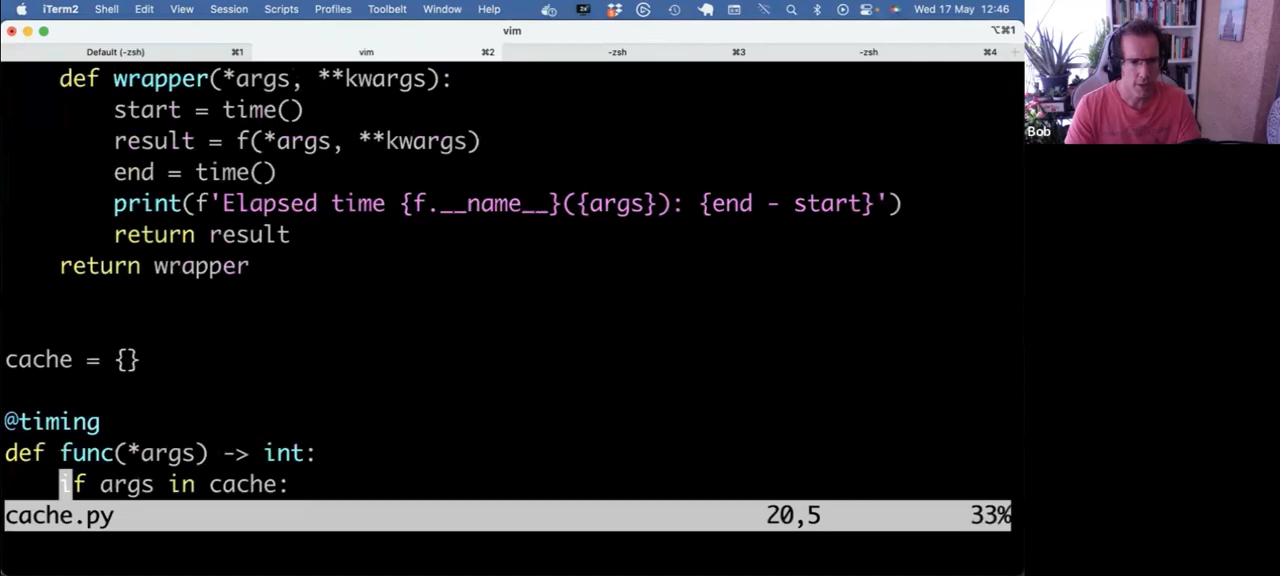 iTerm2 Shell Edit View Session Scripts Profiles Toolbelt Window Help Wed 17 May 12:46
vim ⌥⌘1
Default (-zsh) ⌘1 vim ⌘2 -zsh ⌘3 -zsh ⌘4
def wrapper(*args, **kwargs):
start = time()
result = f(*args, **kwargs)
end = time()
print(f'Elapsed time {f.__name__}({args}): {end - start}')
return result
return wrapper
cache = {}
@timing
def func(*args) -> int:
if args in cache:
cache.py 20,5 33%
Bob